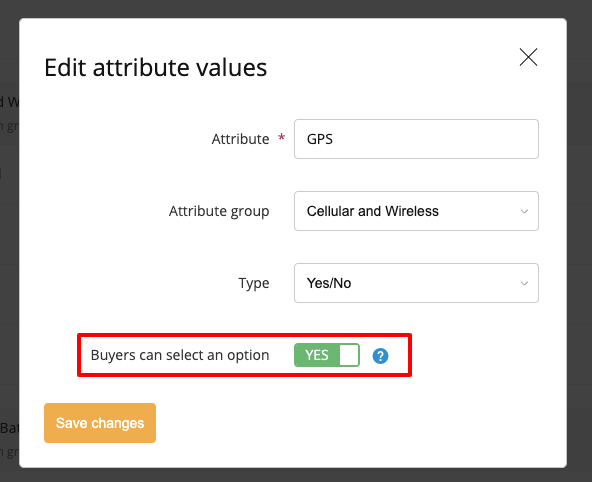 Edit attribute values
Attribute * GPS
Attribute group Cellular and Wireless
Type Yes/No
Buyers can select an option YES ?
Save changes
Bat